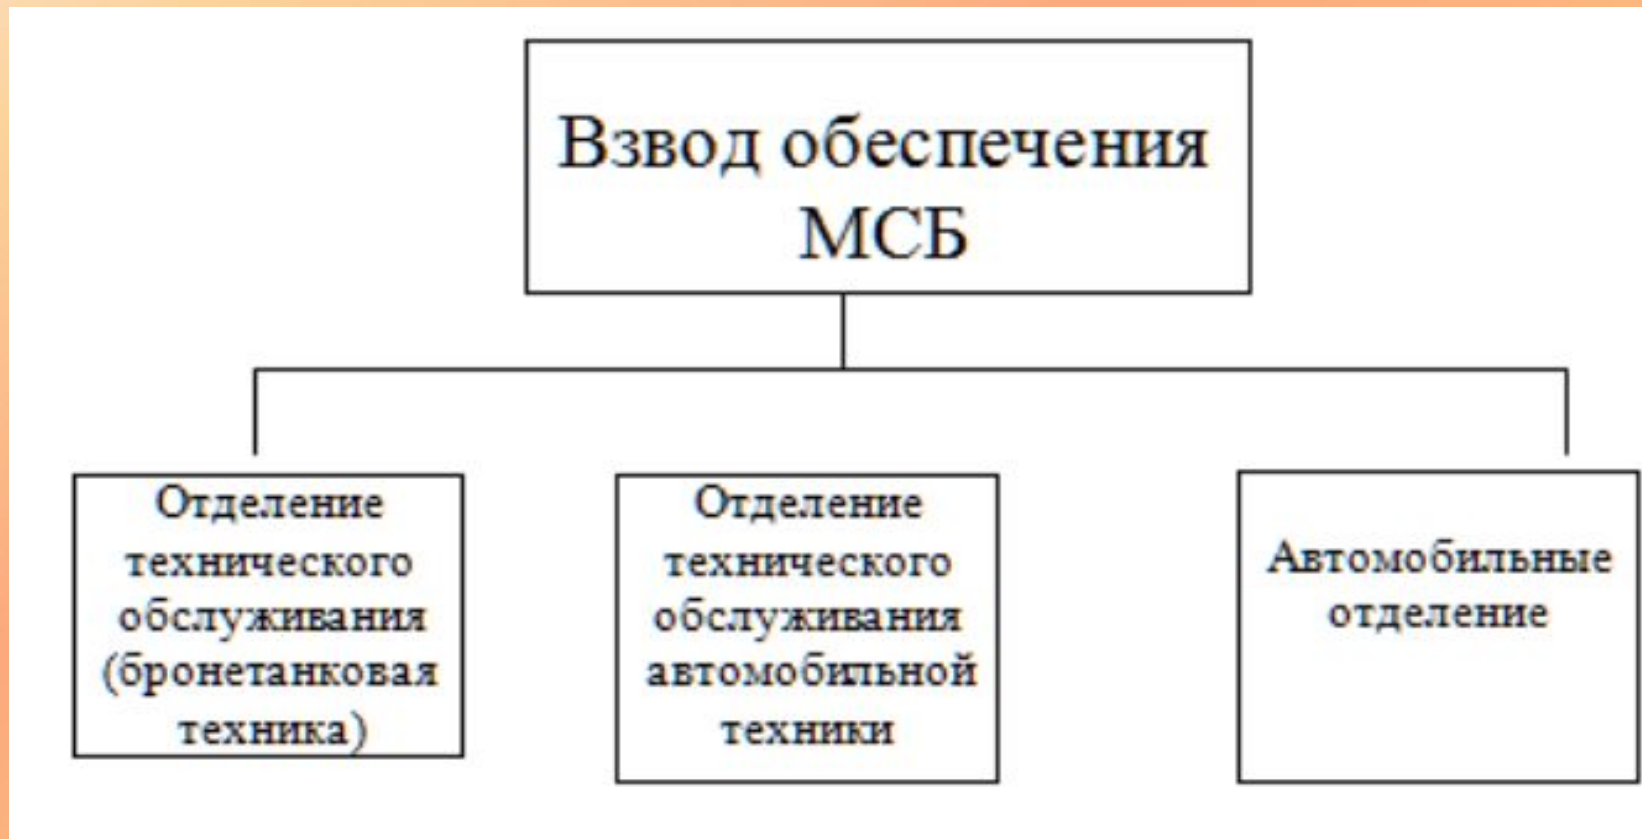 Взвод обеспечения
МСБ
Отделение
технического
обслуживания
(бронетанковая
техника)
Отделение
технического
обслуживания
автомобильной
техники
Автомобильные
отделение